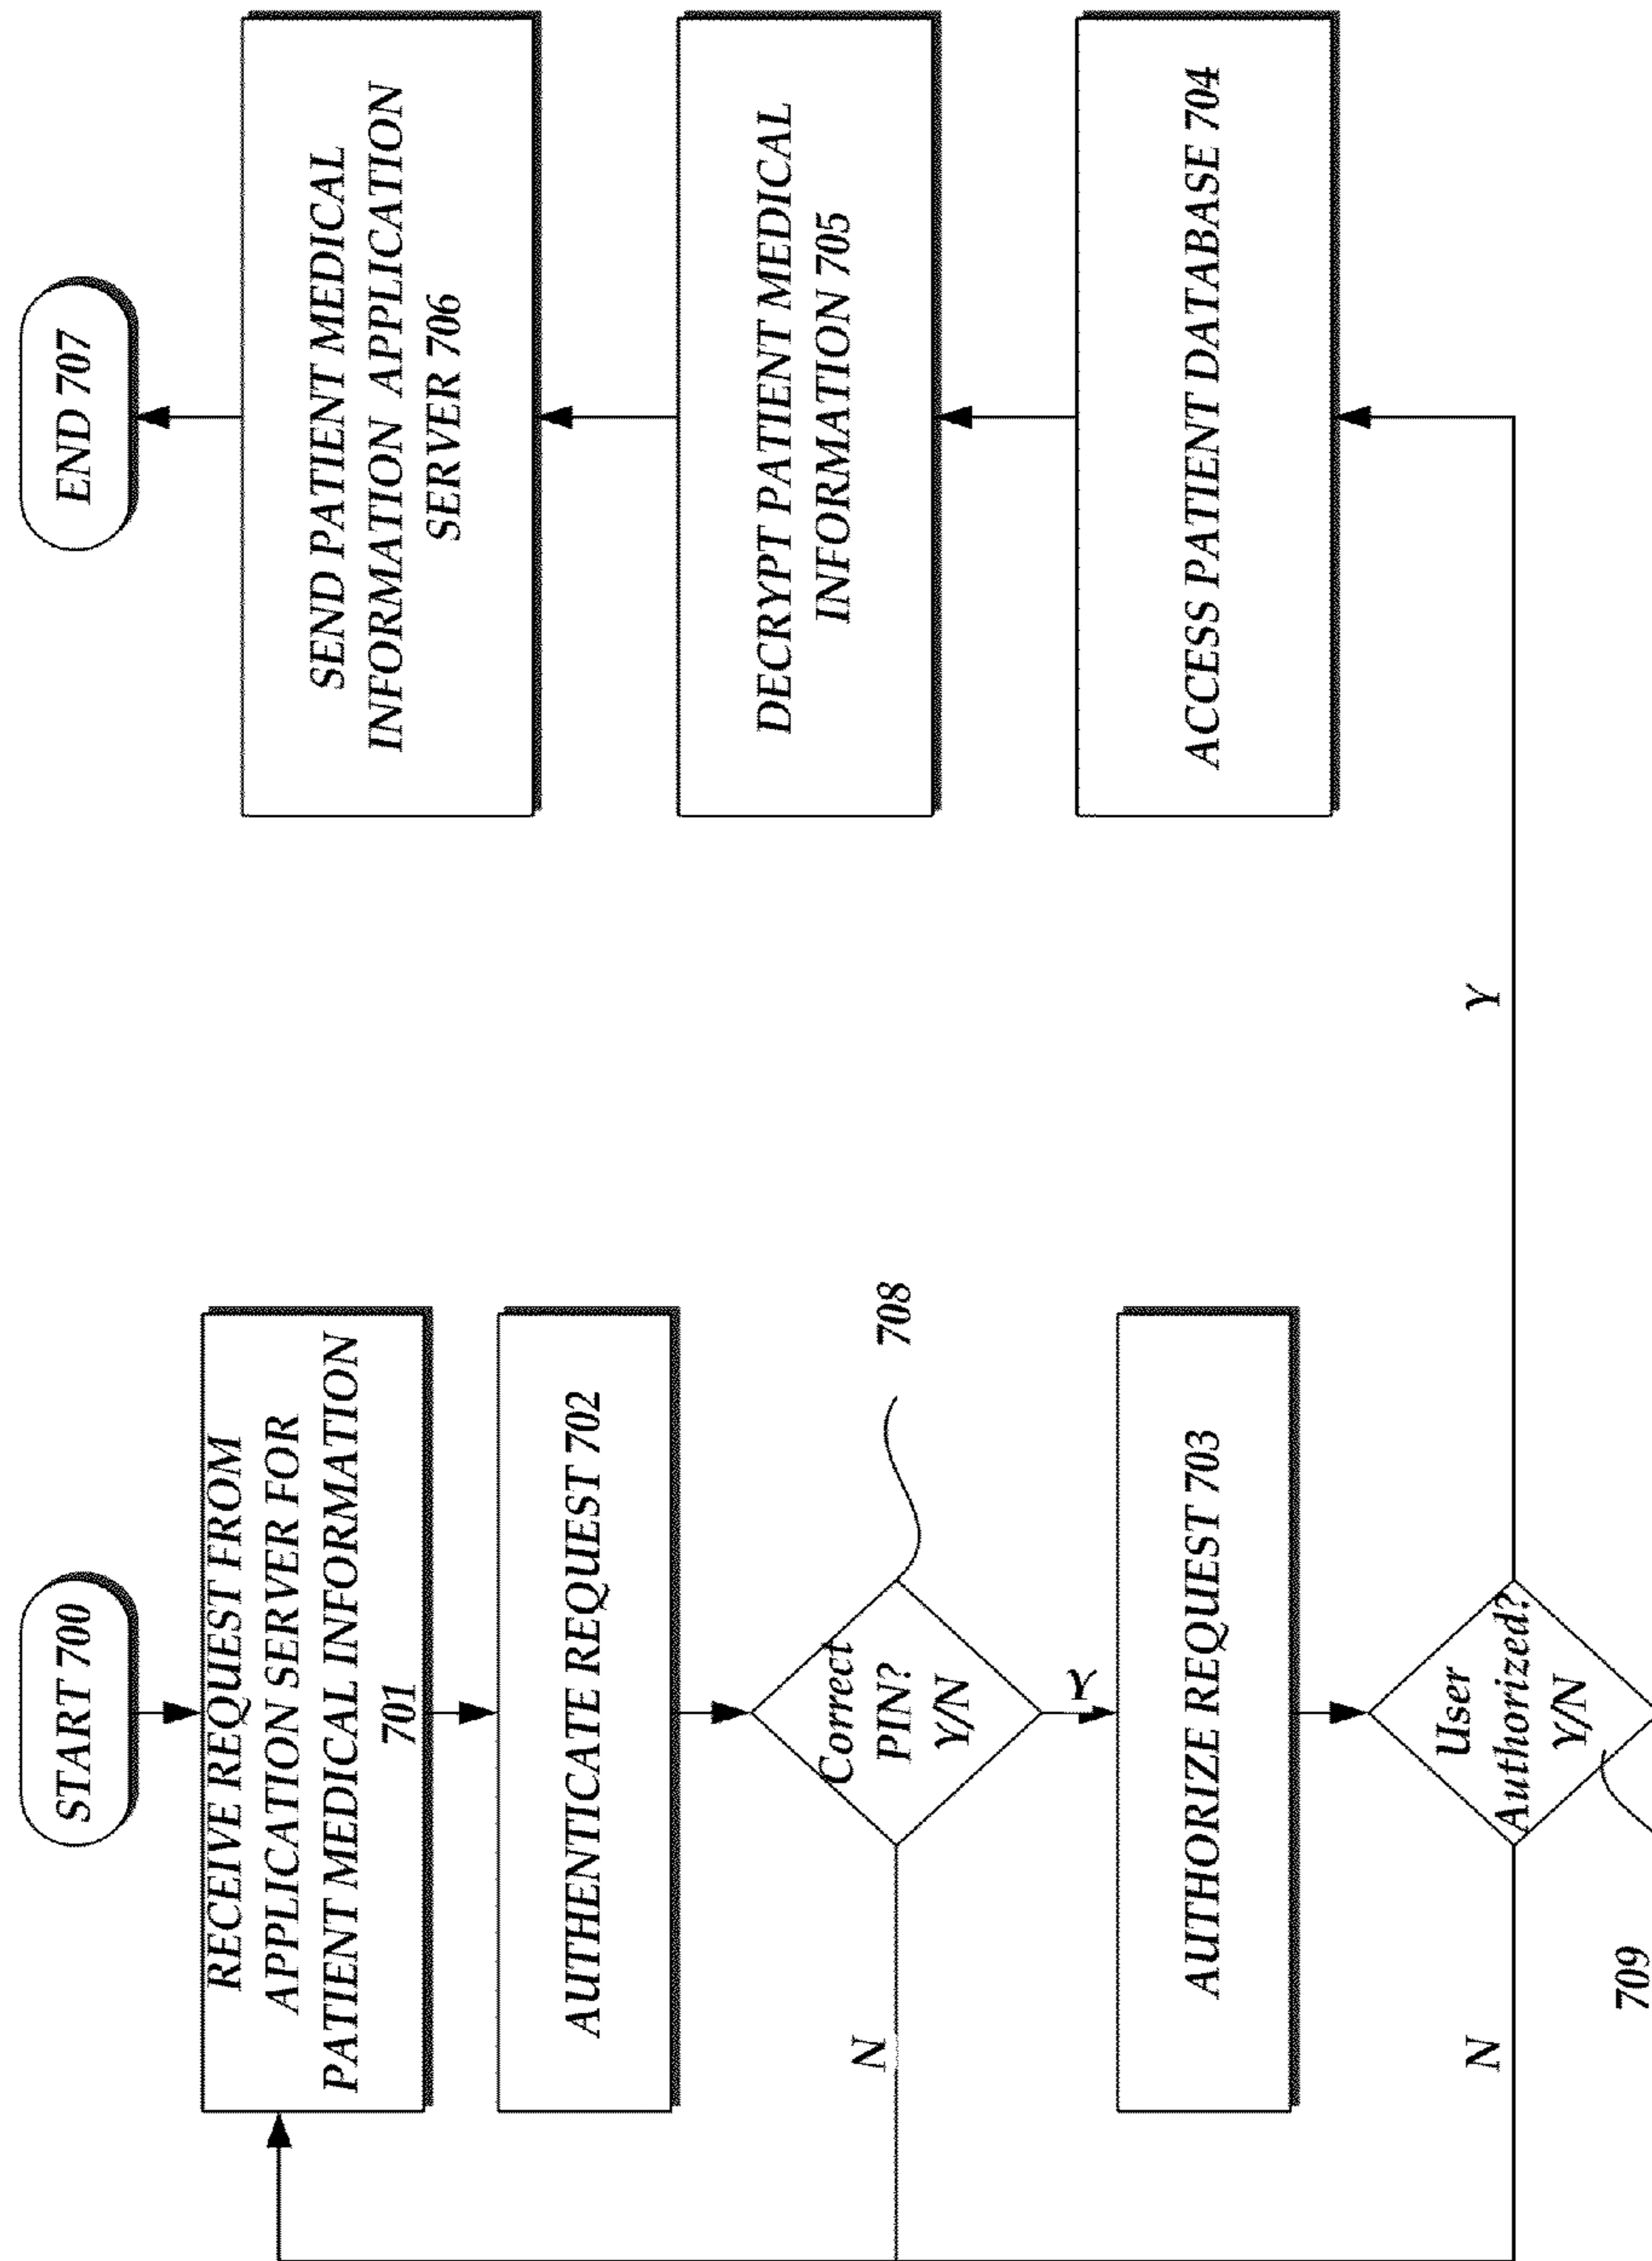 START 700
RECEIVE REQUEST FROM
APPLICATION SERVER FOR
PATIENT MEDICAL INFORMATION
701
AUTHENTICATE REQUEST 702
Correct
PIN?
Y/N
708
N
Y
AUTHORIZE REQUEST 703
User
Authorized?
Y/N
709
N
Y
ACCESS PATIENT DATABASE 704
DECRYPT PATIENT MEDICAL
INFORMATION 705
SEND PATIENT MEDICAL
INFORMATION APPLICATION
SERVER 706
END 707